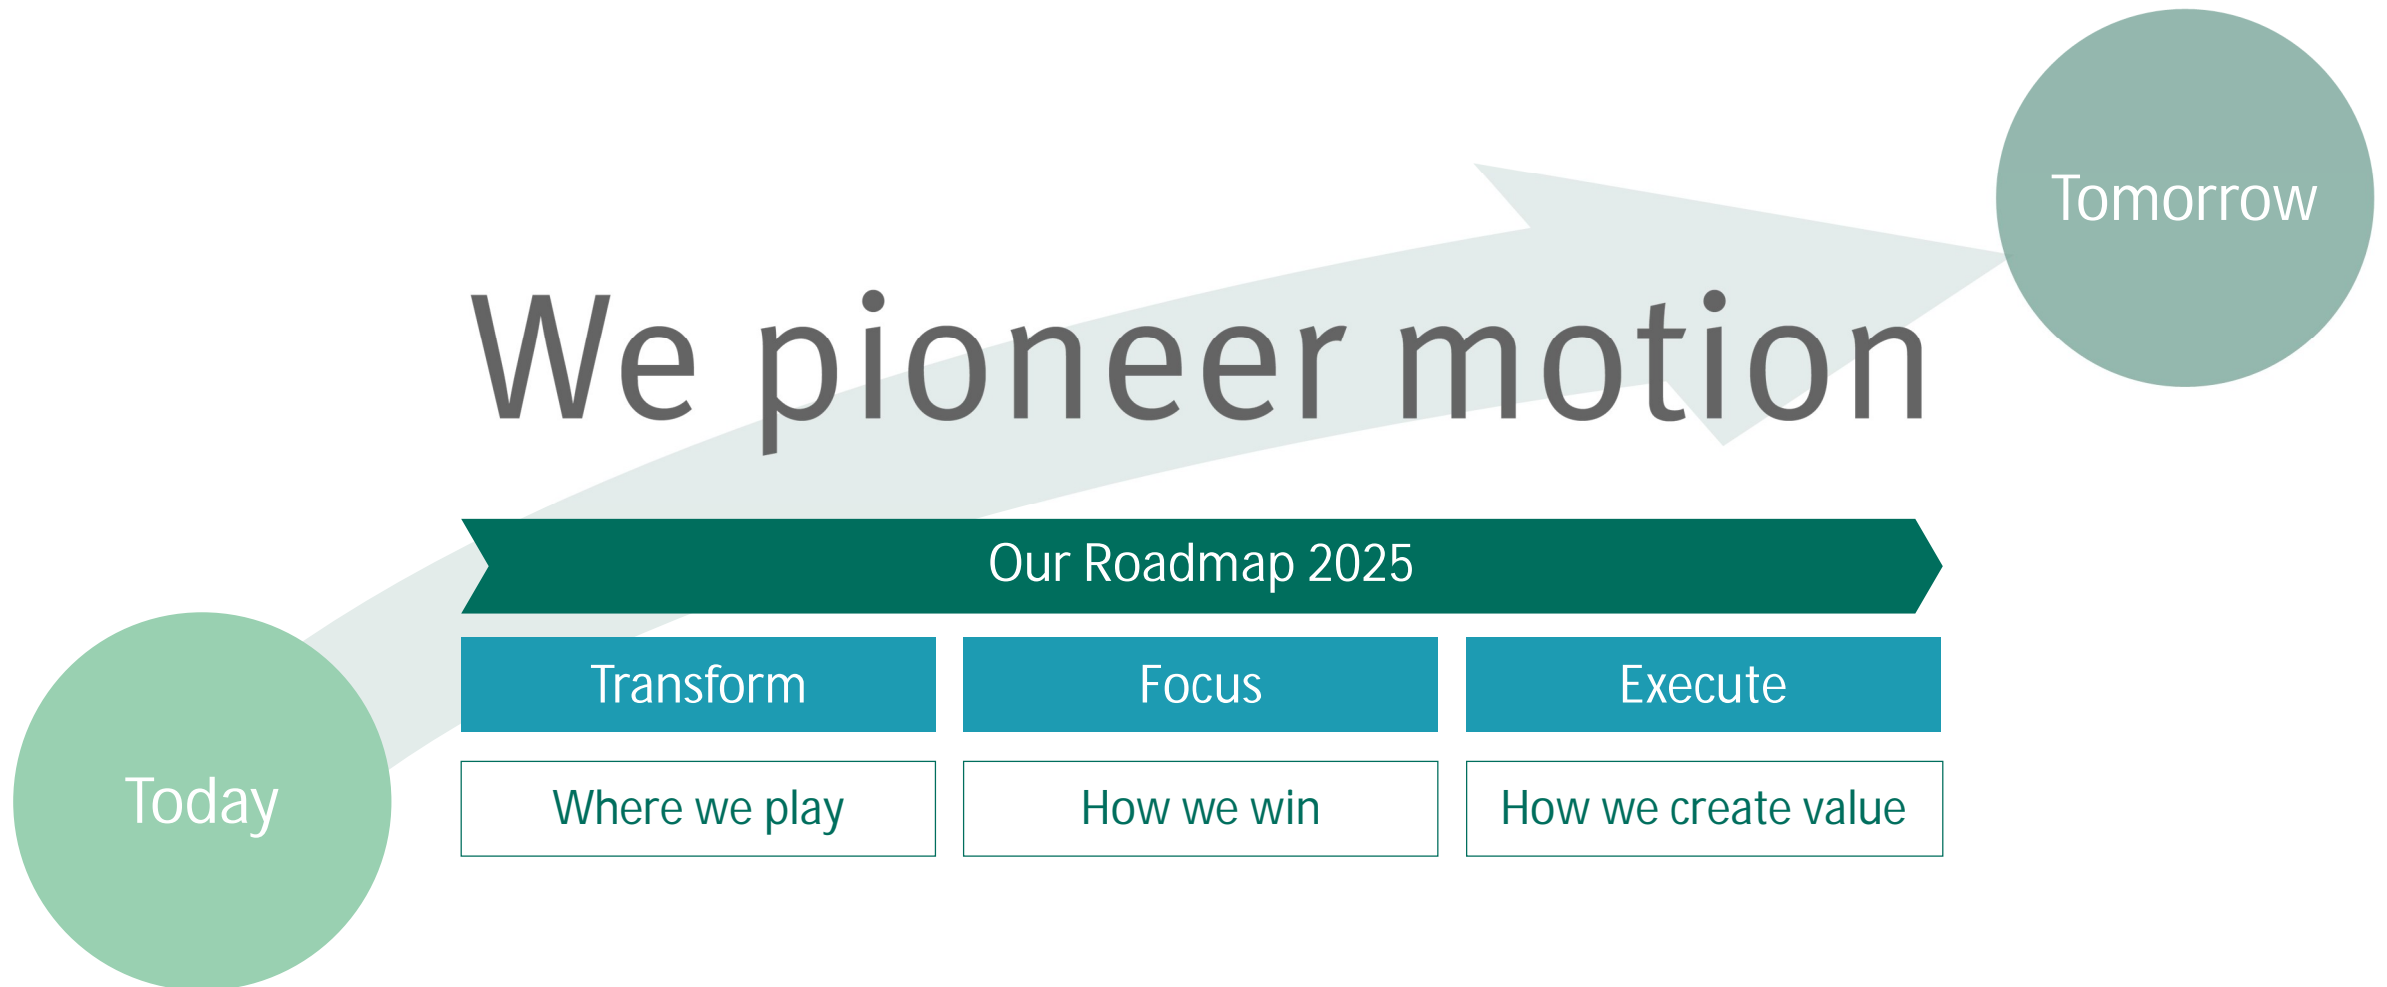 Tomorrow
We pioneer motion
Our Roadmap 2025
Transform
Focus
Execute
Today
Where we play
How we win
How we create value